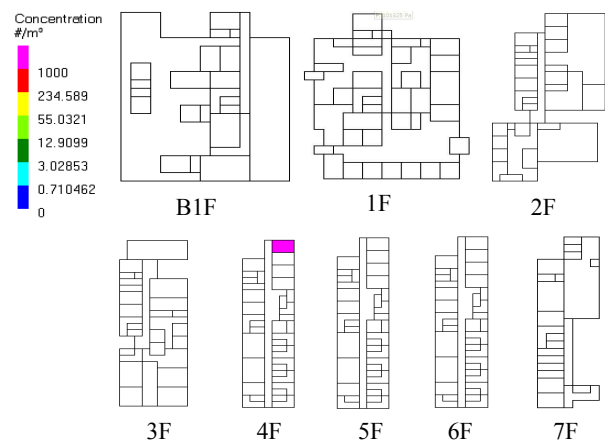 Concentration
#/m³
1000
234.589
55.0321
12.9099
3.02853
0.710462
0
B1F
1F
2F
3F
4F
5F
6F
7F